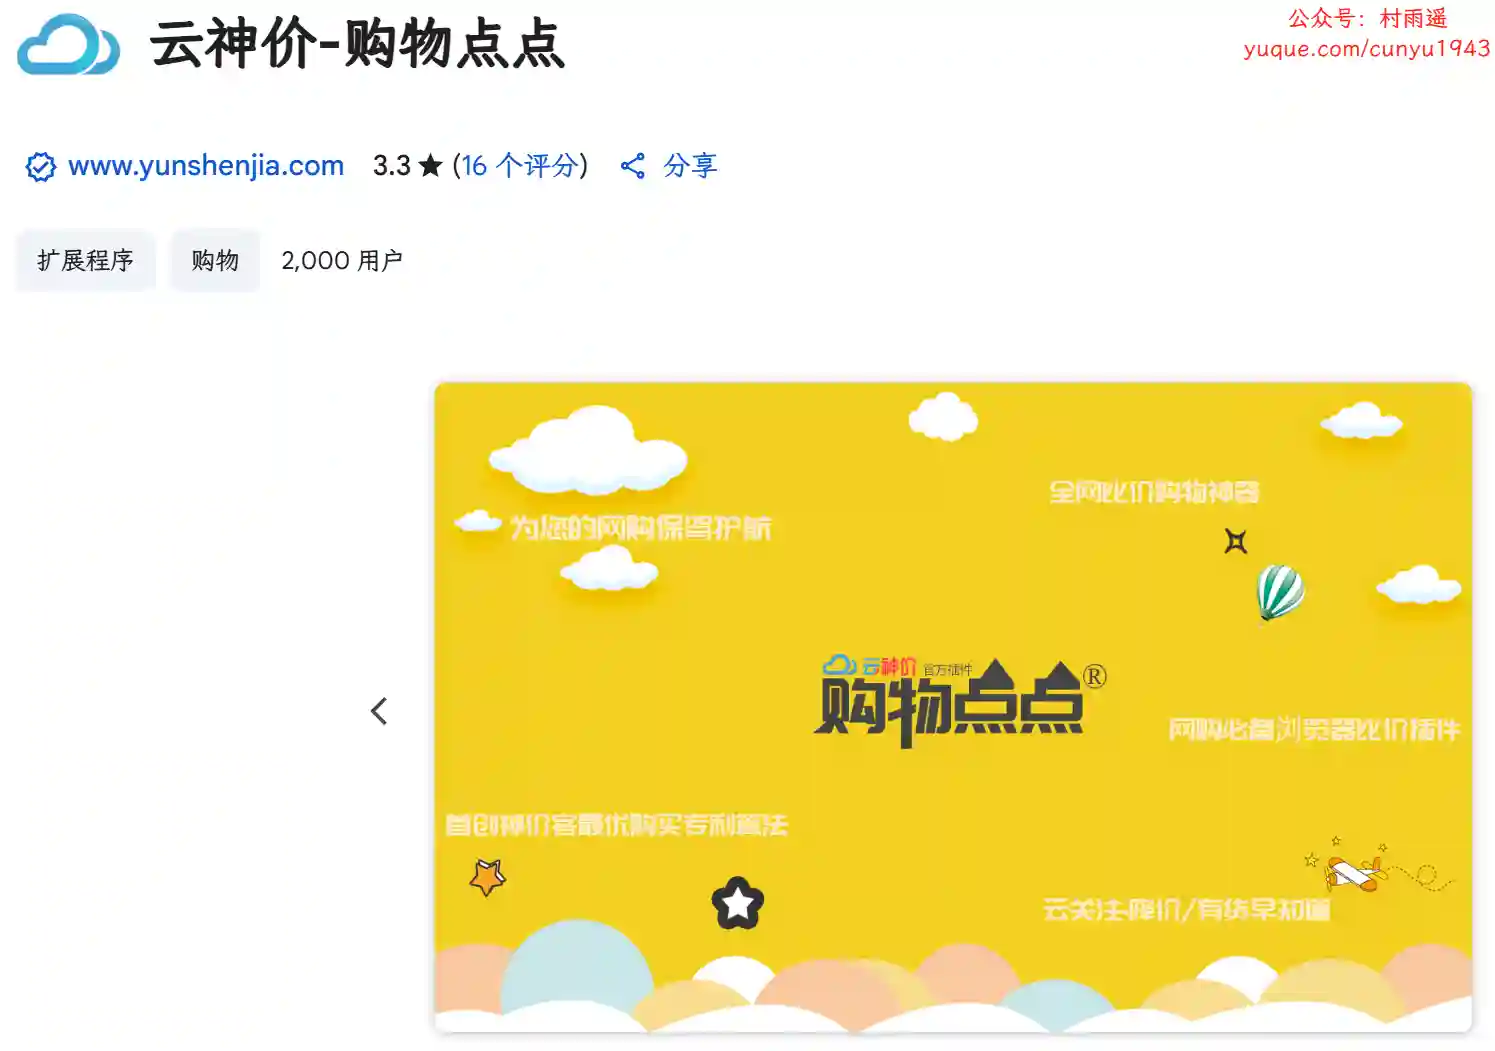 云神价-购物点点
公众号：村雨遥
yuque.com/cunyu1943
www.yunshenjia.com 3.3 ★ (16 个评分) 分享
扩展程序 购物 2,000 用户
全网比价购物神器
为您的网购保驾护航
云神价 官方插件
购物点点®
网购必备浏览器比价插件
首创神价客最优购买专利算法
云关注-降价/有货早知道